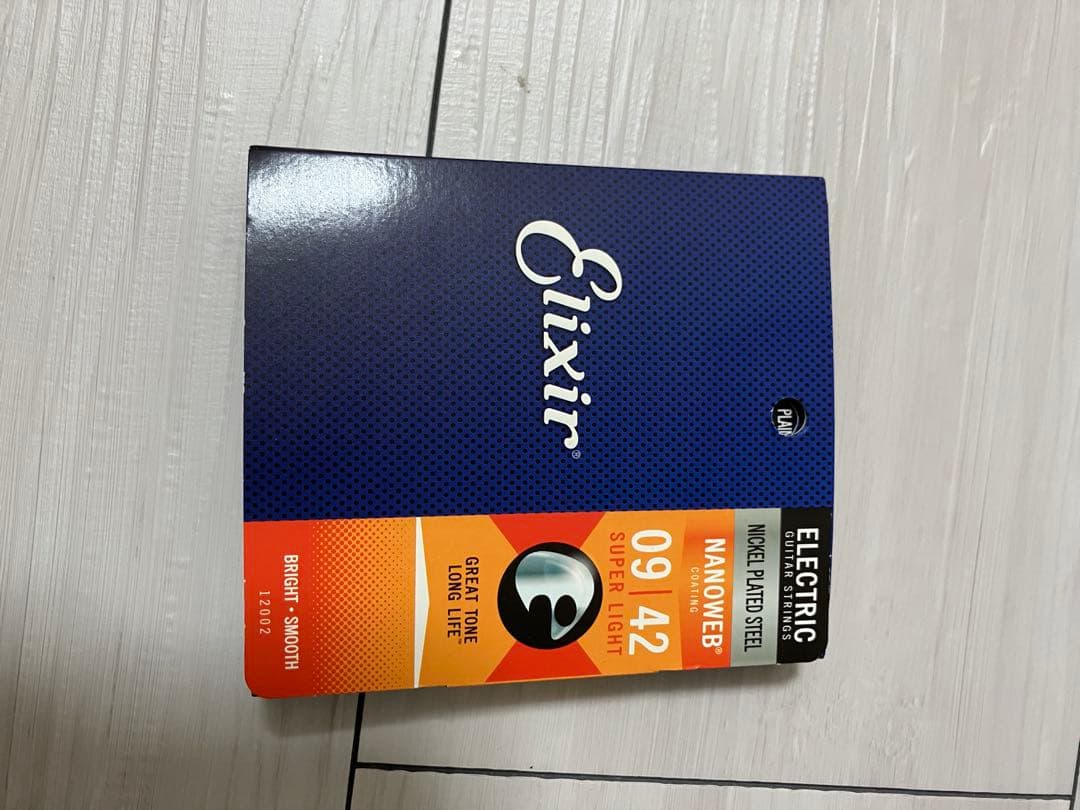 ELECTRIC
GUITAR STRINGS
NICKEL PLATED STEEL
NANOWEB®
COATING
09|42
SUPER LIGHT
GREAT TONE
LONG LIFE™
BRIGHT • SMOOTH
12002
PLAIN
Elixir®